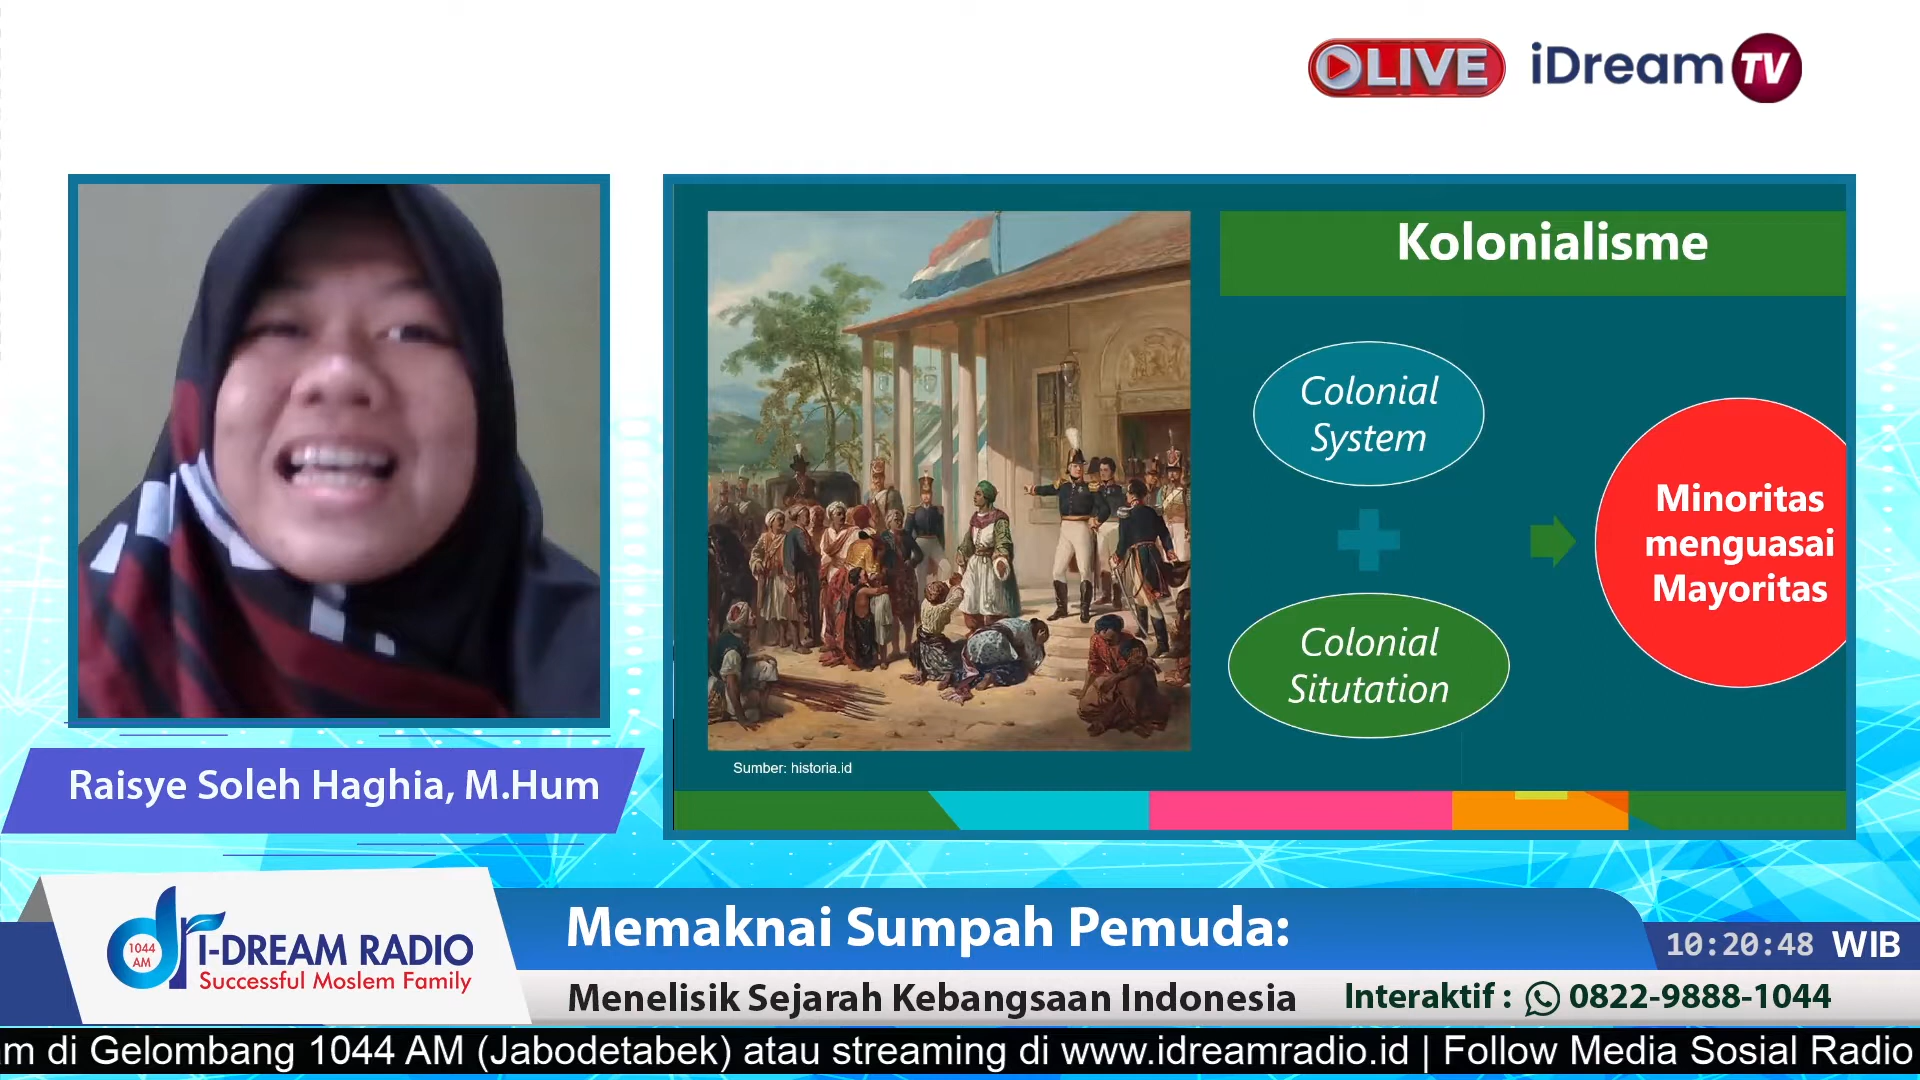 LIVE
iDream TV
Kolonialisme
Colonial
System
Colonial
Situtation
Minoritas
menguasai
Mayoritas
Sumber: historia.id
Raisye Soleh Haghia, M.Hum
1044
AM
I-DREAM RADIO
Successful Moslem Family
Memaknai Sumpah Pemuda:
10:20:48 WIB
Menelisik Sejarah Kebangsaan Indonesia
Interaktif : 0822-9888-1044
am di Gelombang 1044 AM (Jabodetabek) atau streaming di www.idreamradio.id | Follow Media Sosial Radio